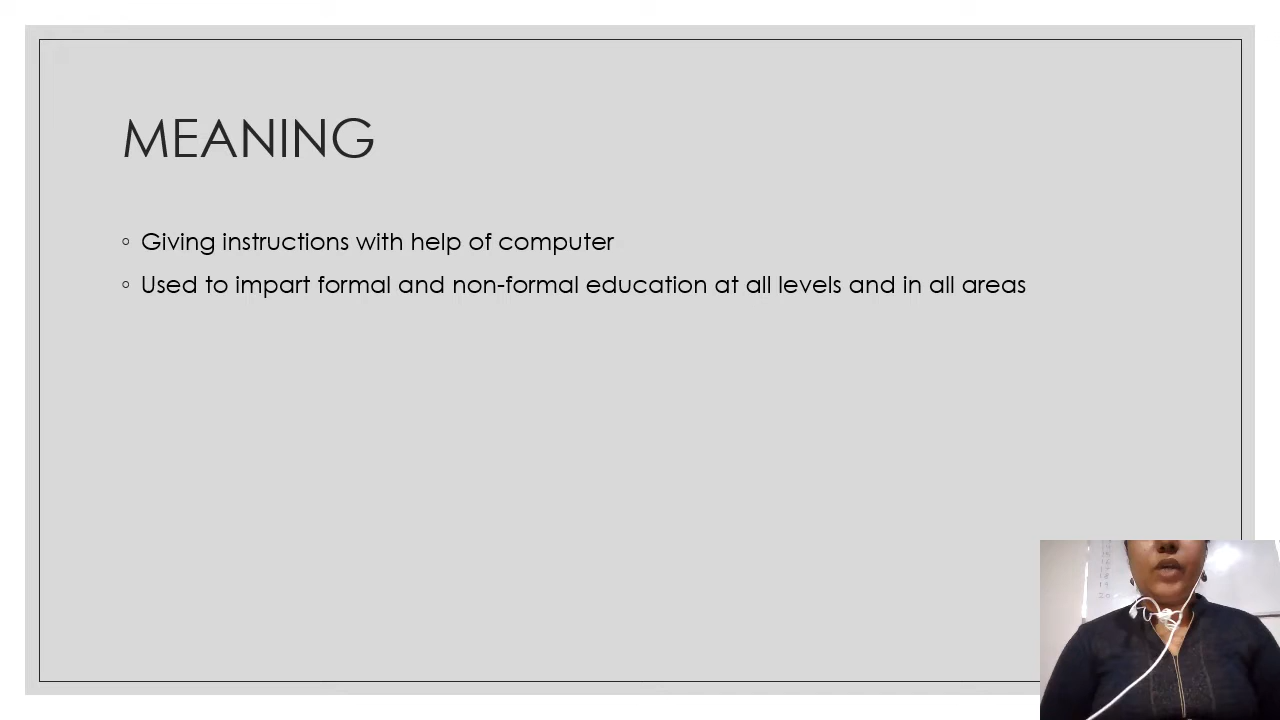 MEANING
◦ Giving instructions with help of computer
◦ Used to impart formal and non-formal education at all levels and in all areas